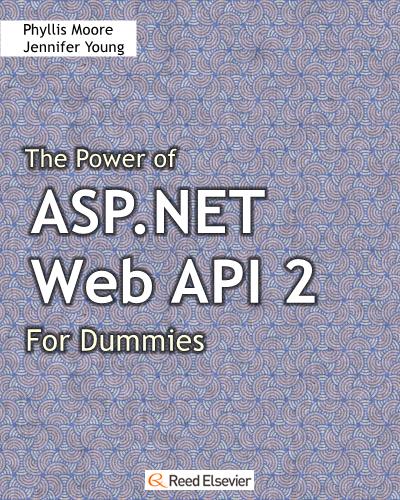 Phyllis Moore
Jennifer Young
The Power of
ASP.NET
Web API 2
For Dummies
Reed Elsevier